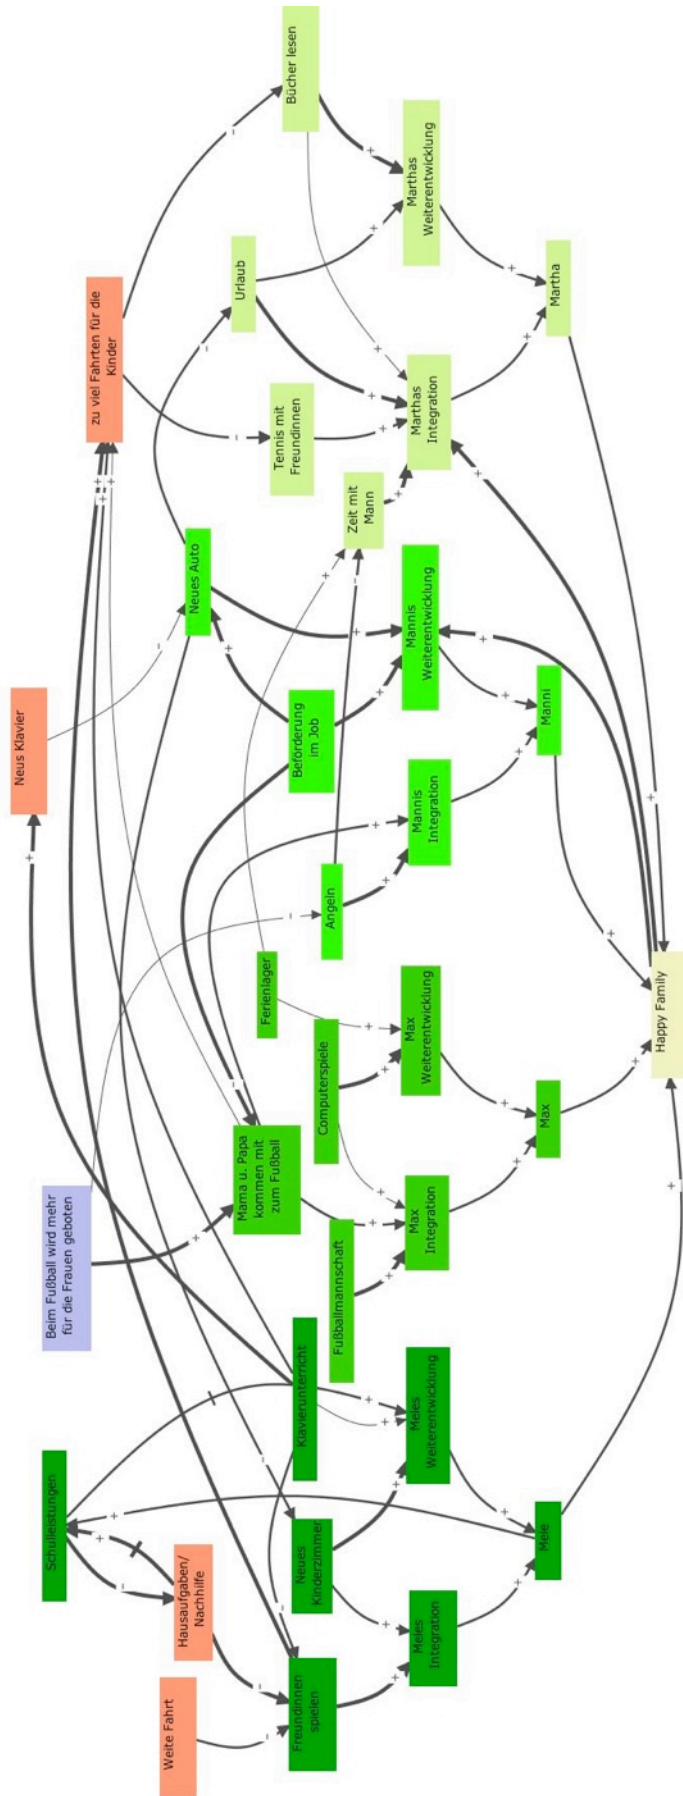 Neus Klavier
Beim Fußball wird mehr
für die Frauen geboten
Schulleistungen
zu viel Fahrten für die
Kinder
Hausaufgaben/
Nachhilfe
Weite Fahrt
Neues Auto
Urlaub
Bücher lesen
Mama u. Papa
kommen mit
zum Fußball
Ferienlager
Tennis mit
Freundinnen
Beförderung
im Job
Klavierunterricht
Neues
Kinderzimmer
Freundinnen
spielen
Angeln
Computerspiele
Fußballmannschaft
Zeit mit
Mann
Marthas
Weiterentwicklung
Marthas
Integration
Mannis
Weiterentwicklung
Mannis
Integration
Max
Weiterentwicklung
Max
Integration
Meles
Weiterentwicklung
Meles
Integration
Martha
Manni
Max
Mele
Happy Family